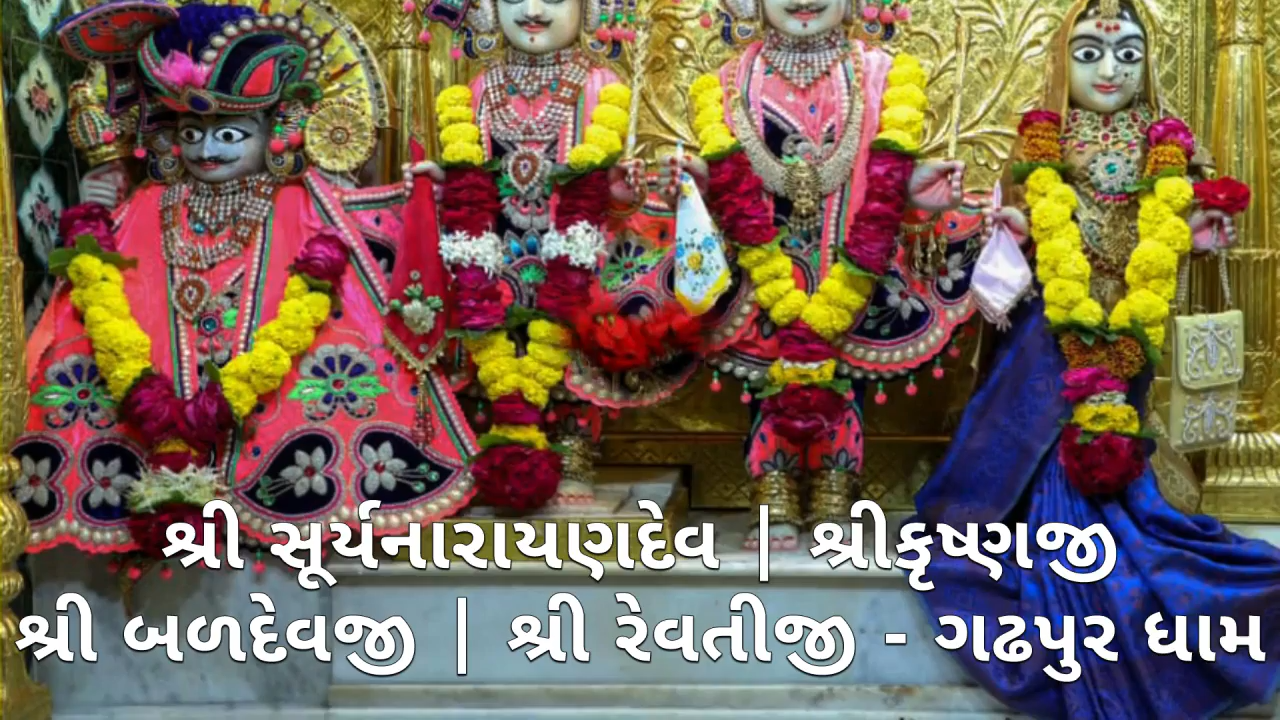 શ્રી સૂર્યનારાયણદેવ | શ્રીકૃષ્ણજી
શ્રી બળદેવજી | શ્રી રેવતીજી - ગઢપુર ધામ